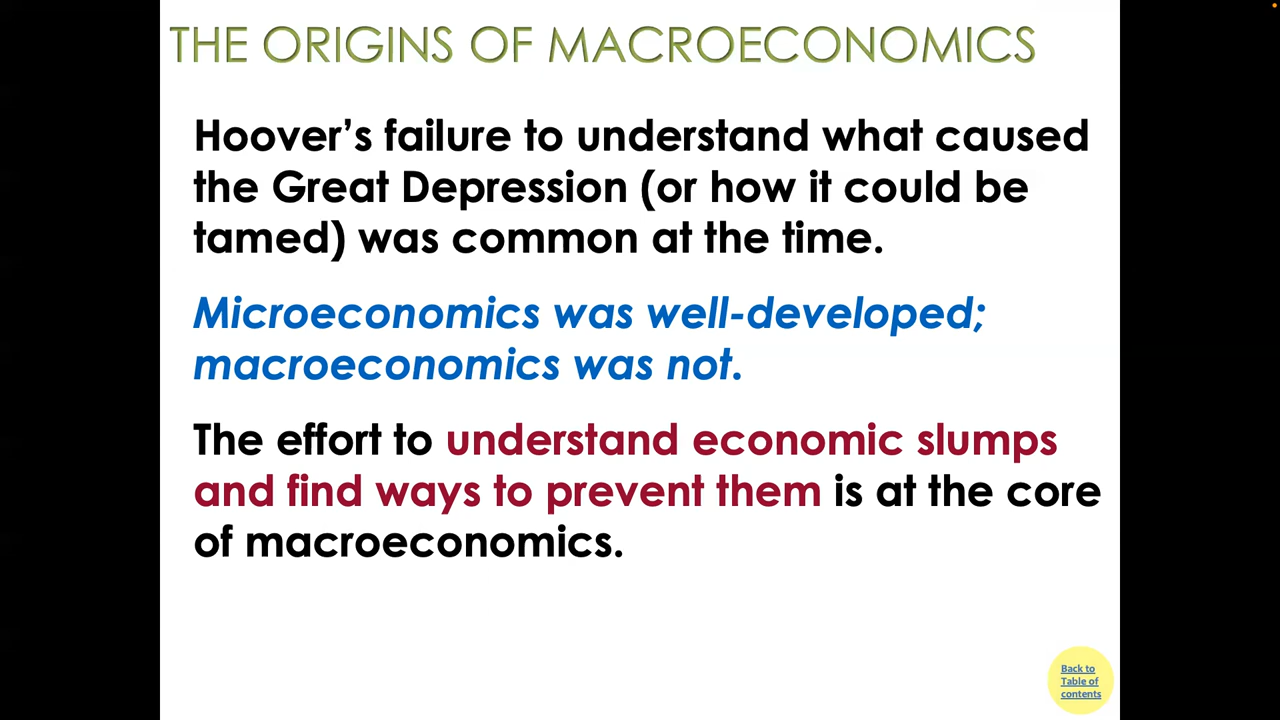 THE ORIGINS OF MACROECONOMICS
Hoover’s failure to understand what caused
the Great Depression (or how it could be
tamed) was common at the time.
Microeconomics was well-developed;
macroeconomics was not.
The effort to understand economic slumps
and find ways to prevent them is at the core
of macroeconomics.
Back to
Table of
contents